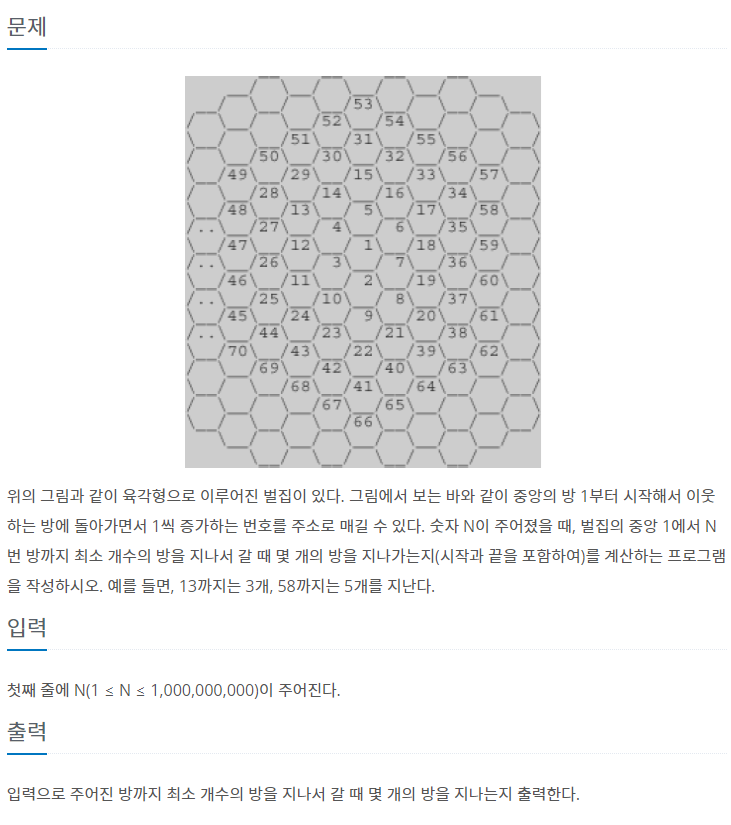 문제
53
52 54
51 31 55
50 30 32 56
49 29 15 33 57
28 14 16 34
48 13 5 17 58
.. 27 4 6 35
47 12 1 18 59
.. 26 3 7 36
46 11 2 19 60
.. 25 10 8 37
45 24 9 20 61
.. 44 23 21 38
70 43 22 39 62
69 42 40 63
68 41 64
67 65
66
위의 그림과 같이 육각형으로 이루어진 벌집이 있다. 그림에서 보는 바와 같이 중앙의 방 1부터 시작해서 이웃
하는 방에 돌아가면서 1씩 증가하는 번호를 주소로 매길 수 있다. 숫자 N이 주어졌을 때, 벌집의 중앙 1에서 N
번 방까지 최소 개수의 방을 지나서 갈 때 몇 개의 방을 지나가는지(시작과 끝을 포함하여)를 계산하는 프로그램
을 작성하시오. 예를 들면, 13까지는 3개, 58까지는 5개를 지난다.
입력
첫째 줄에 N(1 ≤ N ≤ 1,000,000,000)이 주어진다.
출력
입력으로 주어진 방까지 최소 개수의 방을 지나서 갈 때 몇 개의 방을 지나는지 출력한다.